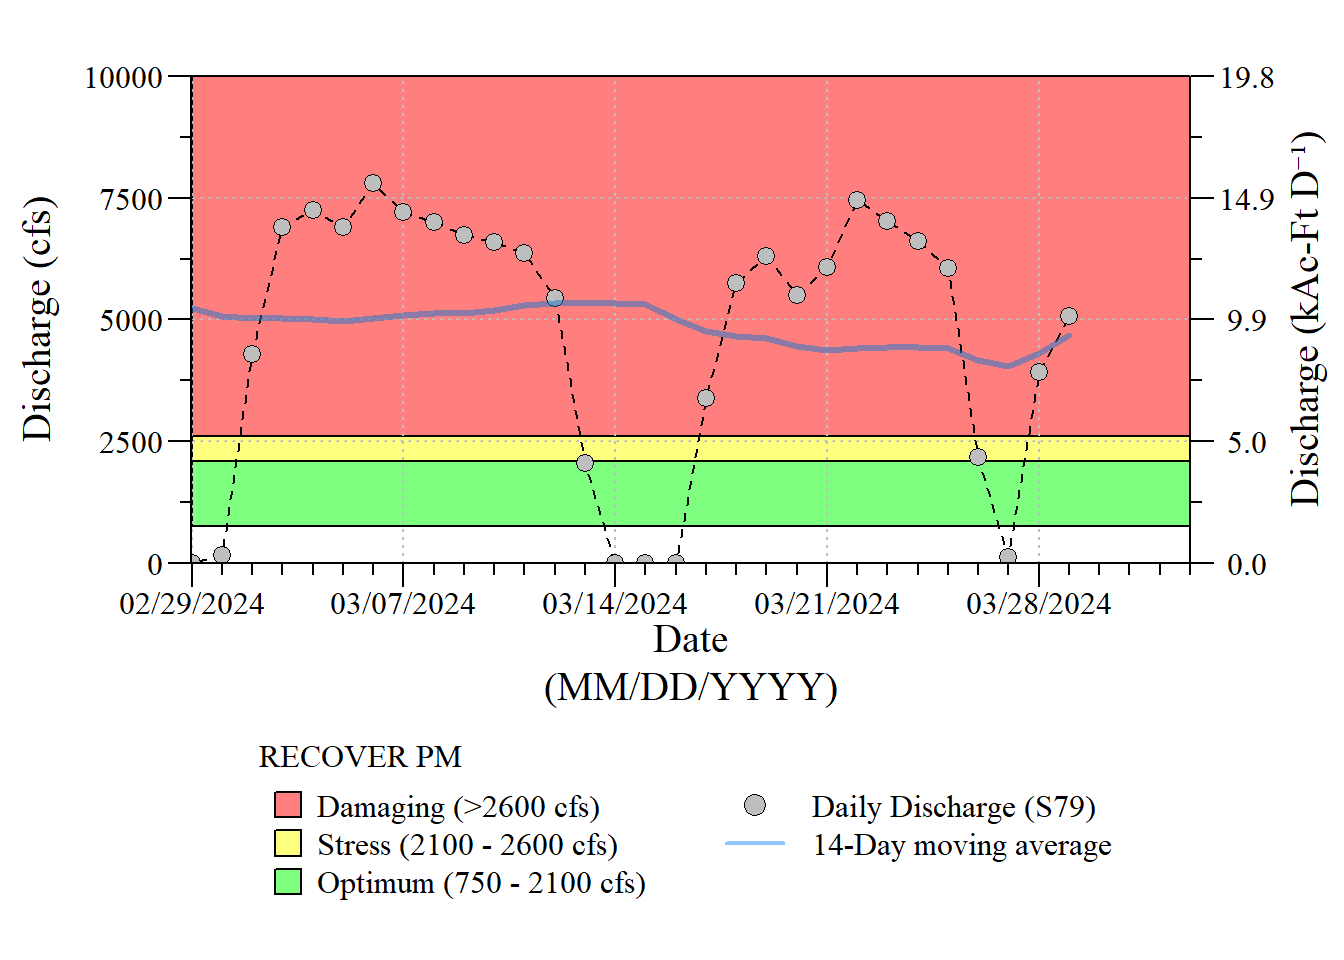 10000
7500
5000
2500
0
Discharge (cfs)
19.8
14.9
9.9
5.0
0.0
Discharge (kAc-Ft D⁻¹)
02/29/2024 03/07/2024 03/14/2024 03/21/2024 03/28/2024
Date
(MM/DD/YYYY)
RECOVER PM
Damaging (>2600 cfs)
Stress (2100 - 2600 cfs)
Optimum (750 - 2100 cfs)
Daily Discharge (S79)
14-Day moving average